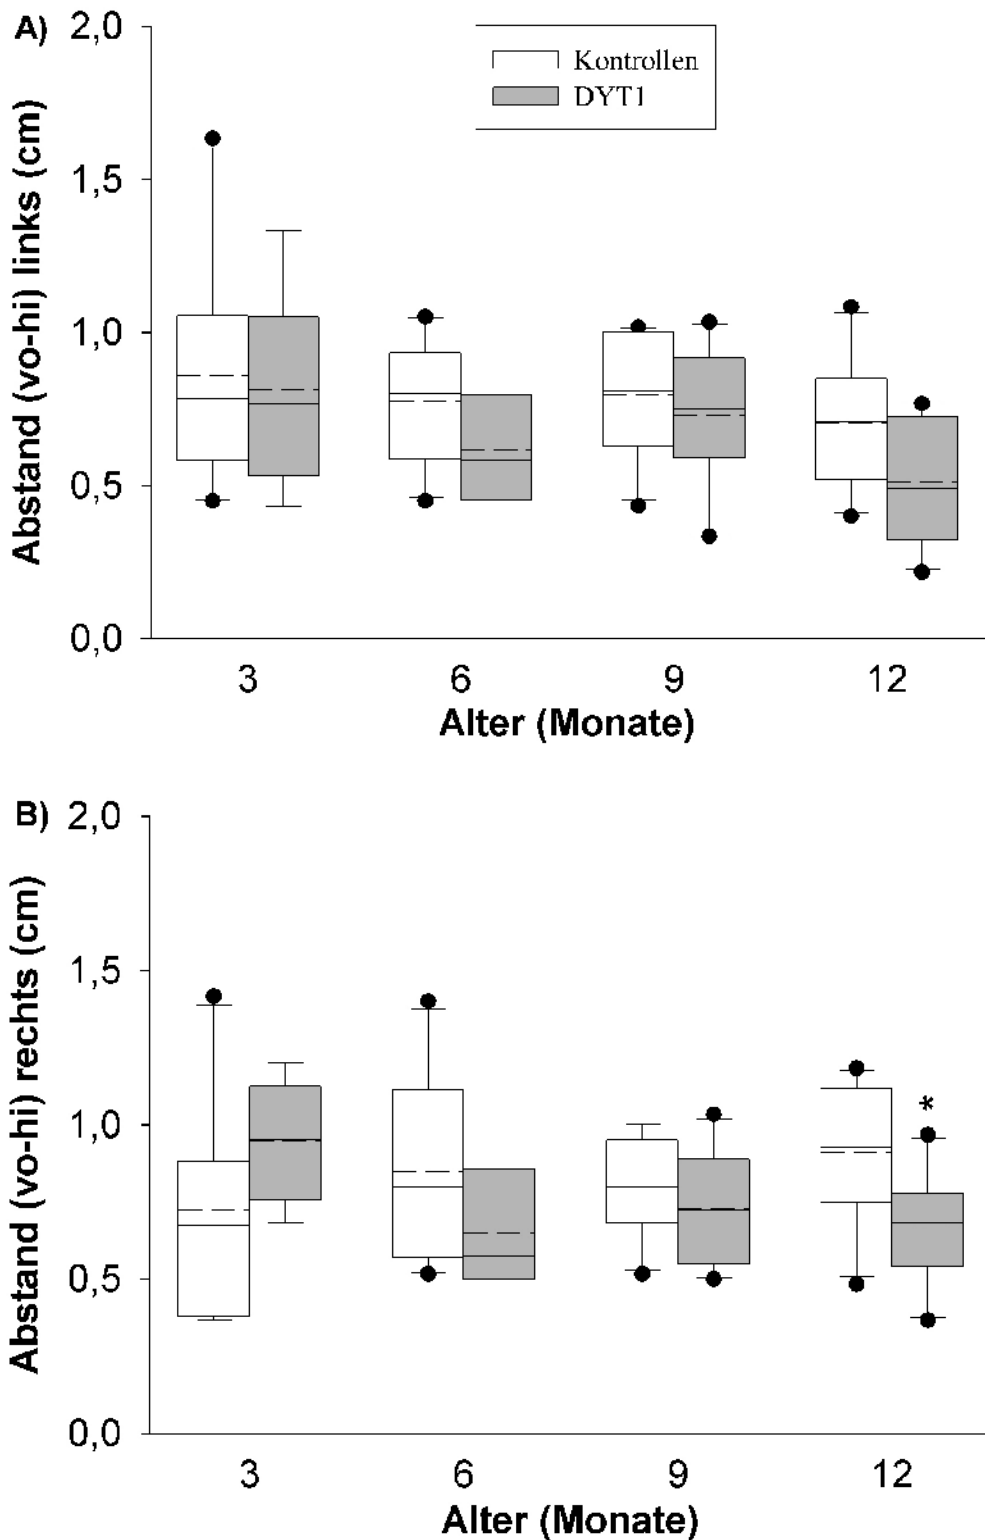 A)
Abstand (vo-hi) links (cm)
2,0
1,5
1,0
0,5
0,0
Kontrollen
DYT1
3 6 9 12
Alter (Monate)
B)
Abstand (vo-hi) rechts (cm)
2,0
1,5
1,0
0,5
0,0
*
3 6 9 12
Alter (Monate)